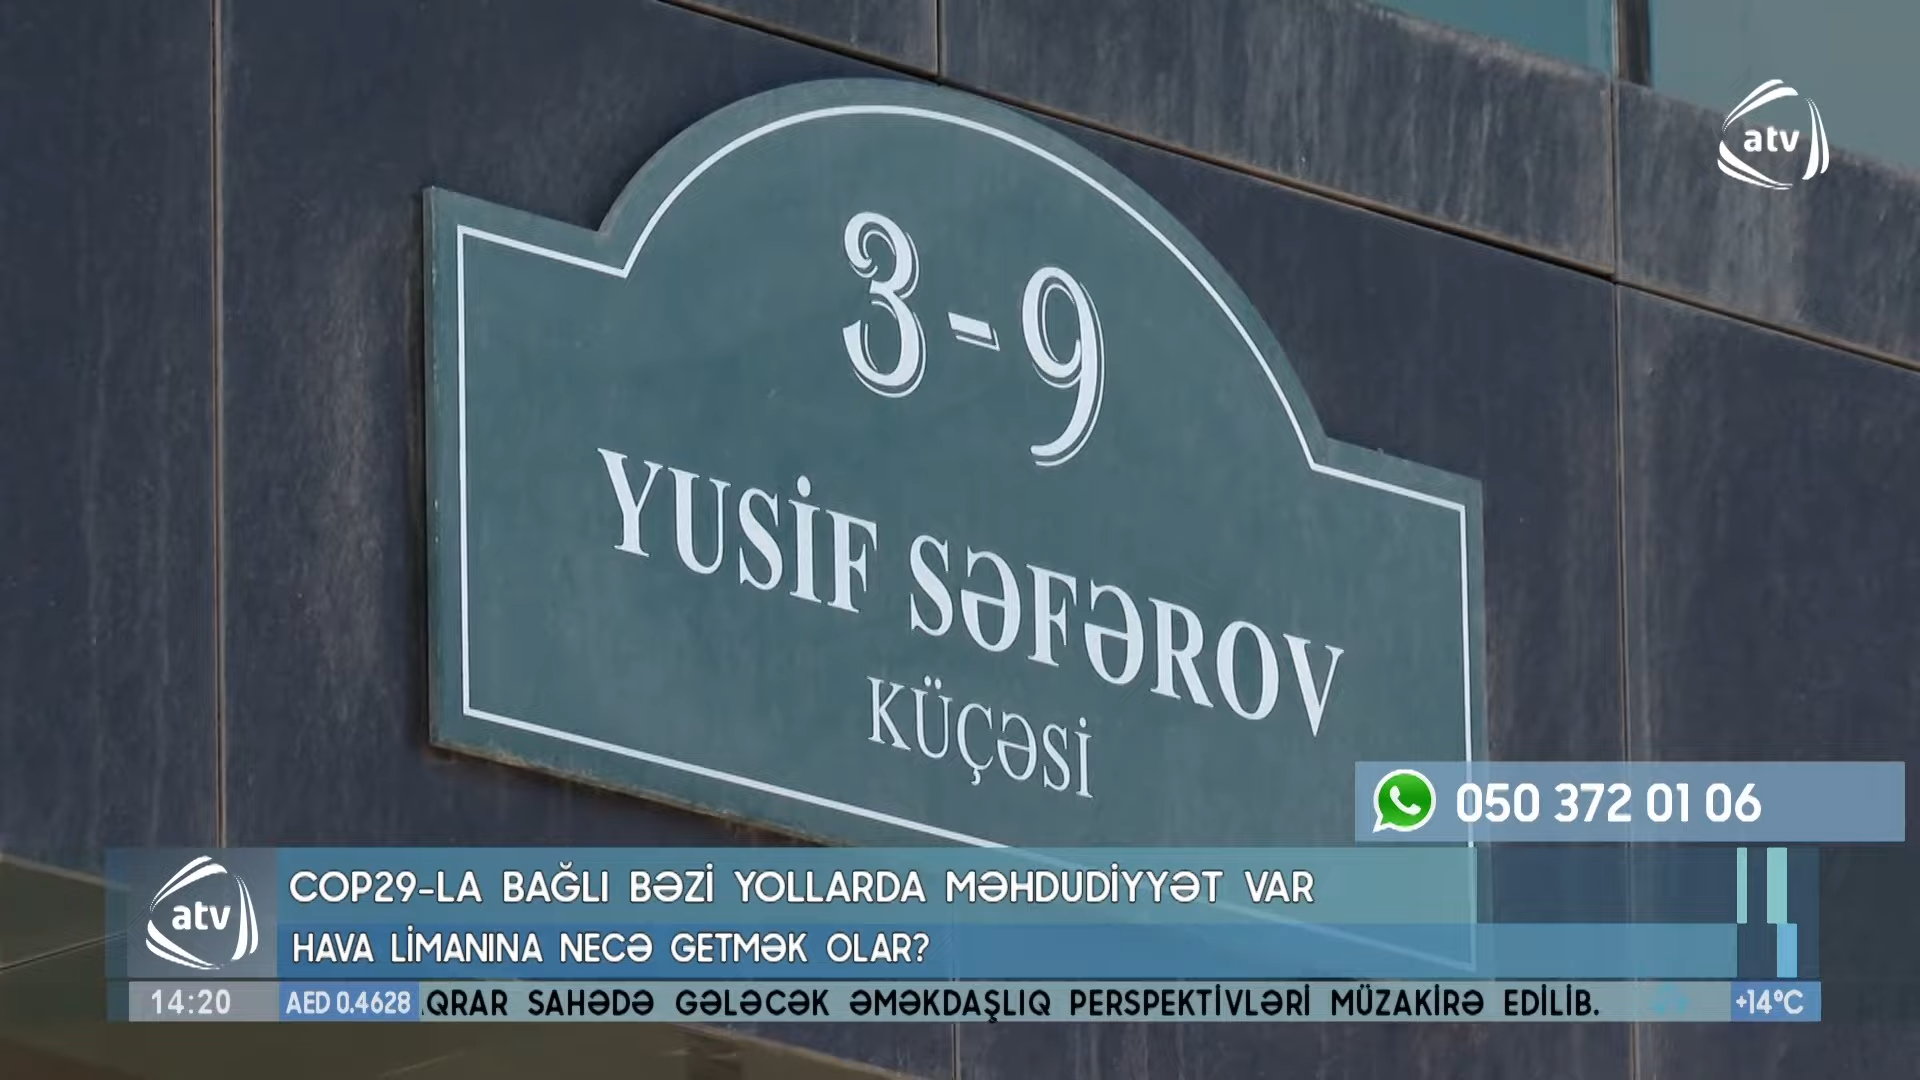 atv
3-9
YUSİF SƏFƏROV
KÜÇƏSİ
050 372 01 06
atv
COP29-LA BAĞLI BƏZİ YOLLARDA MƏHDUDİYYƏT VAR
HAVA LİMANINA NECƏ GETMƏK OLAR?
14:20 AED 0.4628 AQRAR SAHƏDƏ GƏLƏCƏK ƏMƏKDAŞLIQ PERSPEKTİVLƏRİ MÜZAKİRƏ EDİLİB. +14°C